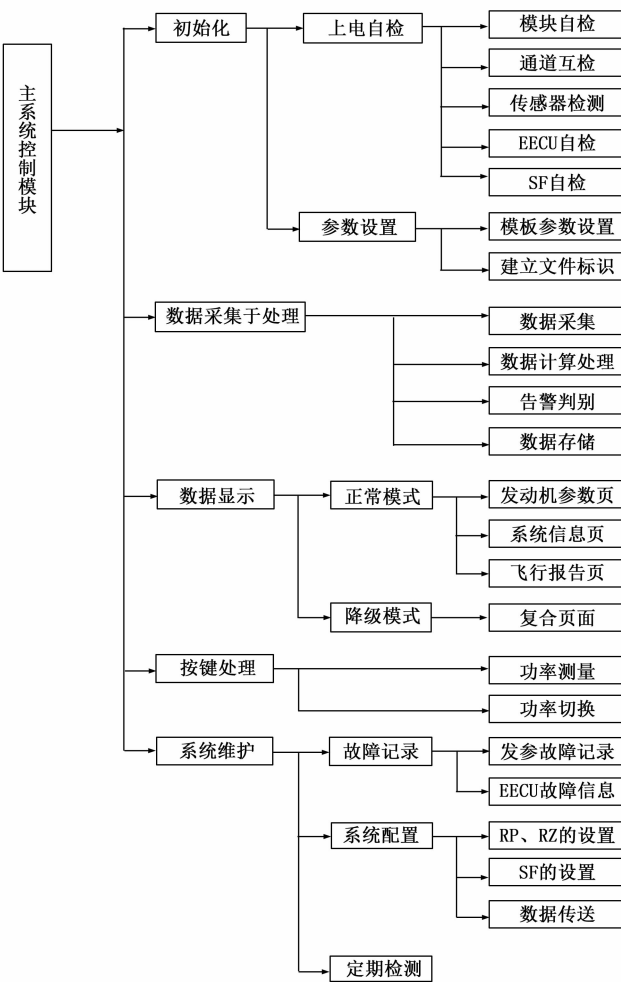 主系统控制模块
初始化
上电自检
模块自检
通道互检
传感器检测
EECU自检
SF自检
参数设置
模板参数设置
建立文件标识
数据采集于处理
数据采集
数据计算处理
告警判别
数据存储
数据显示
正常模式
发动机参数页
系统信息页
飞行报告页
降级模式
复合页面
按键处理
功率测量
功率切换
系统维护
故障记录
发参故障记录
EECU故障信息
系统配置
RP、RZ的设置
SF的设置
数据传送
定期检测